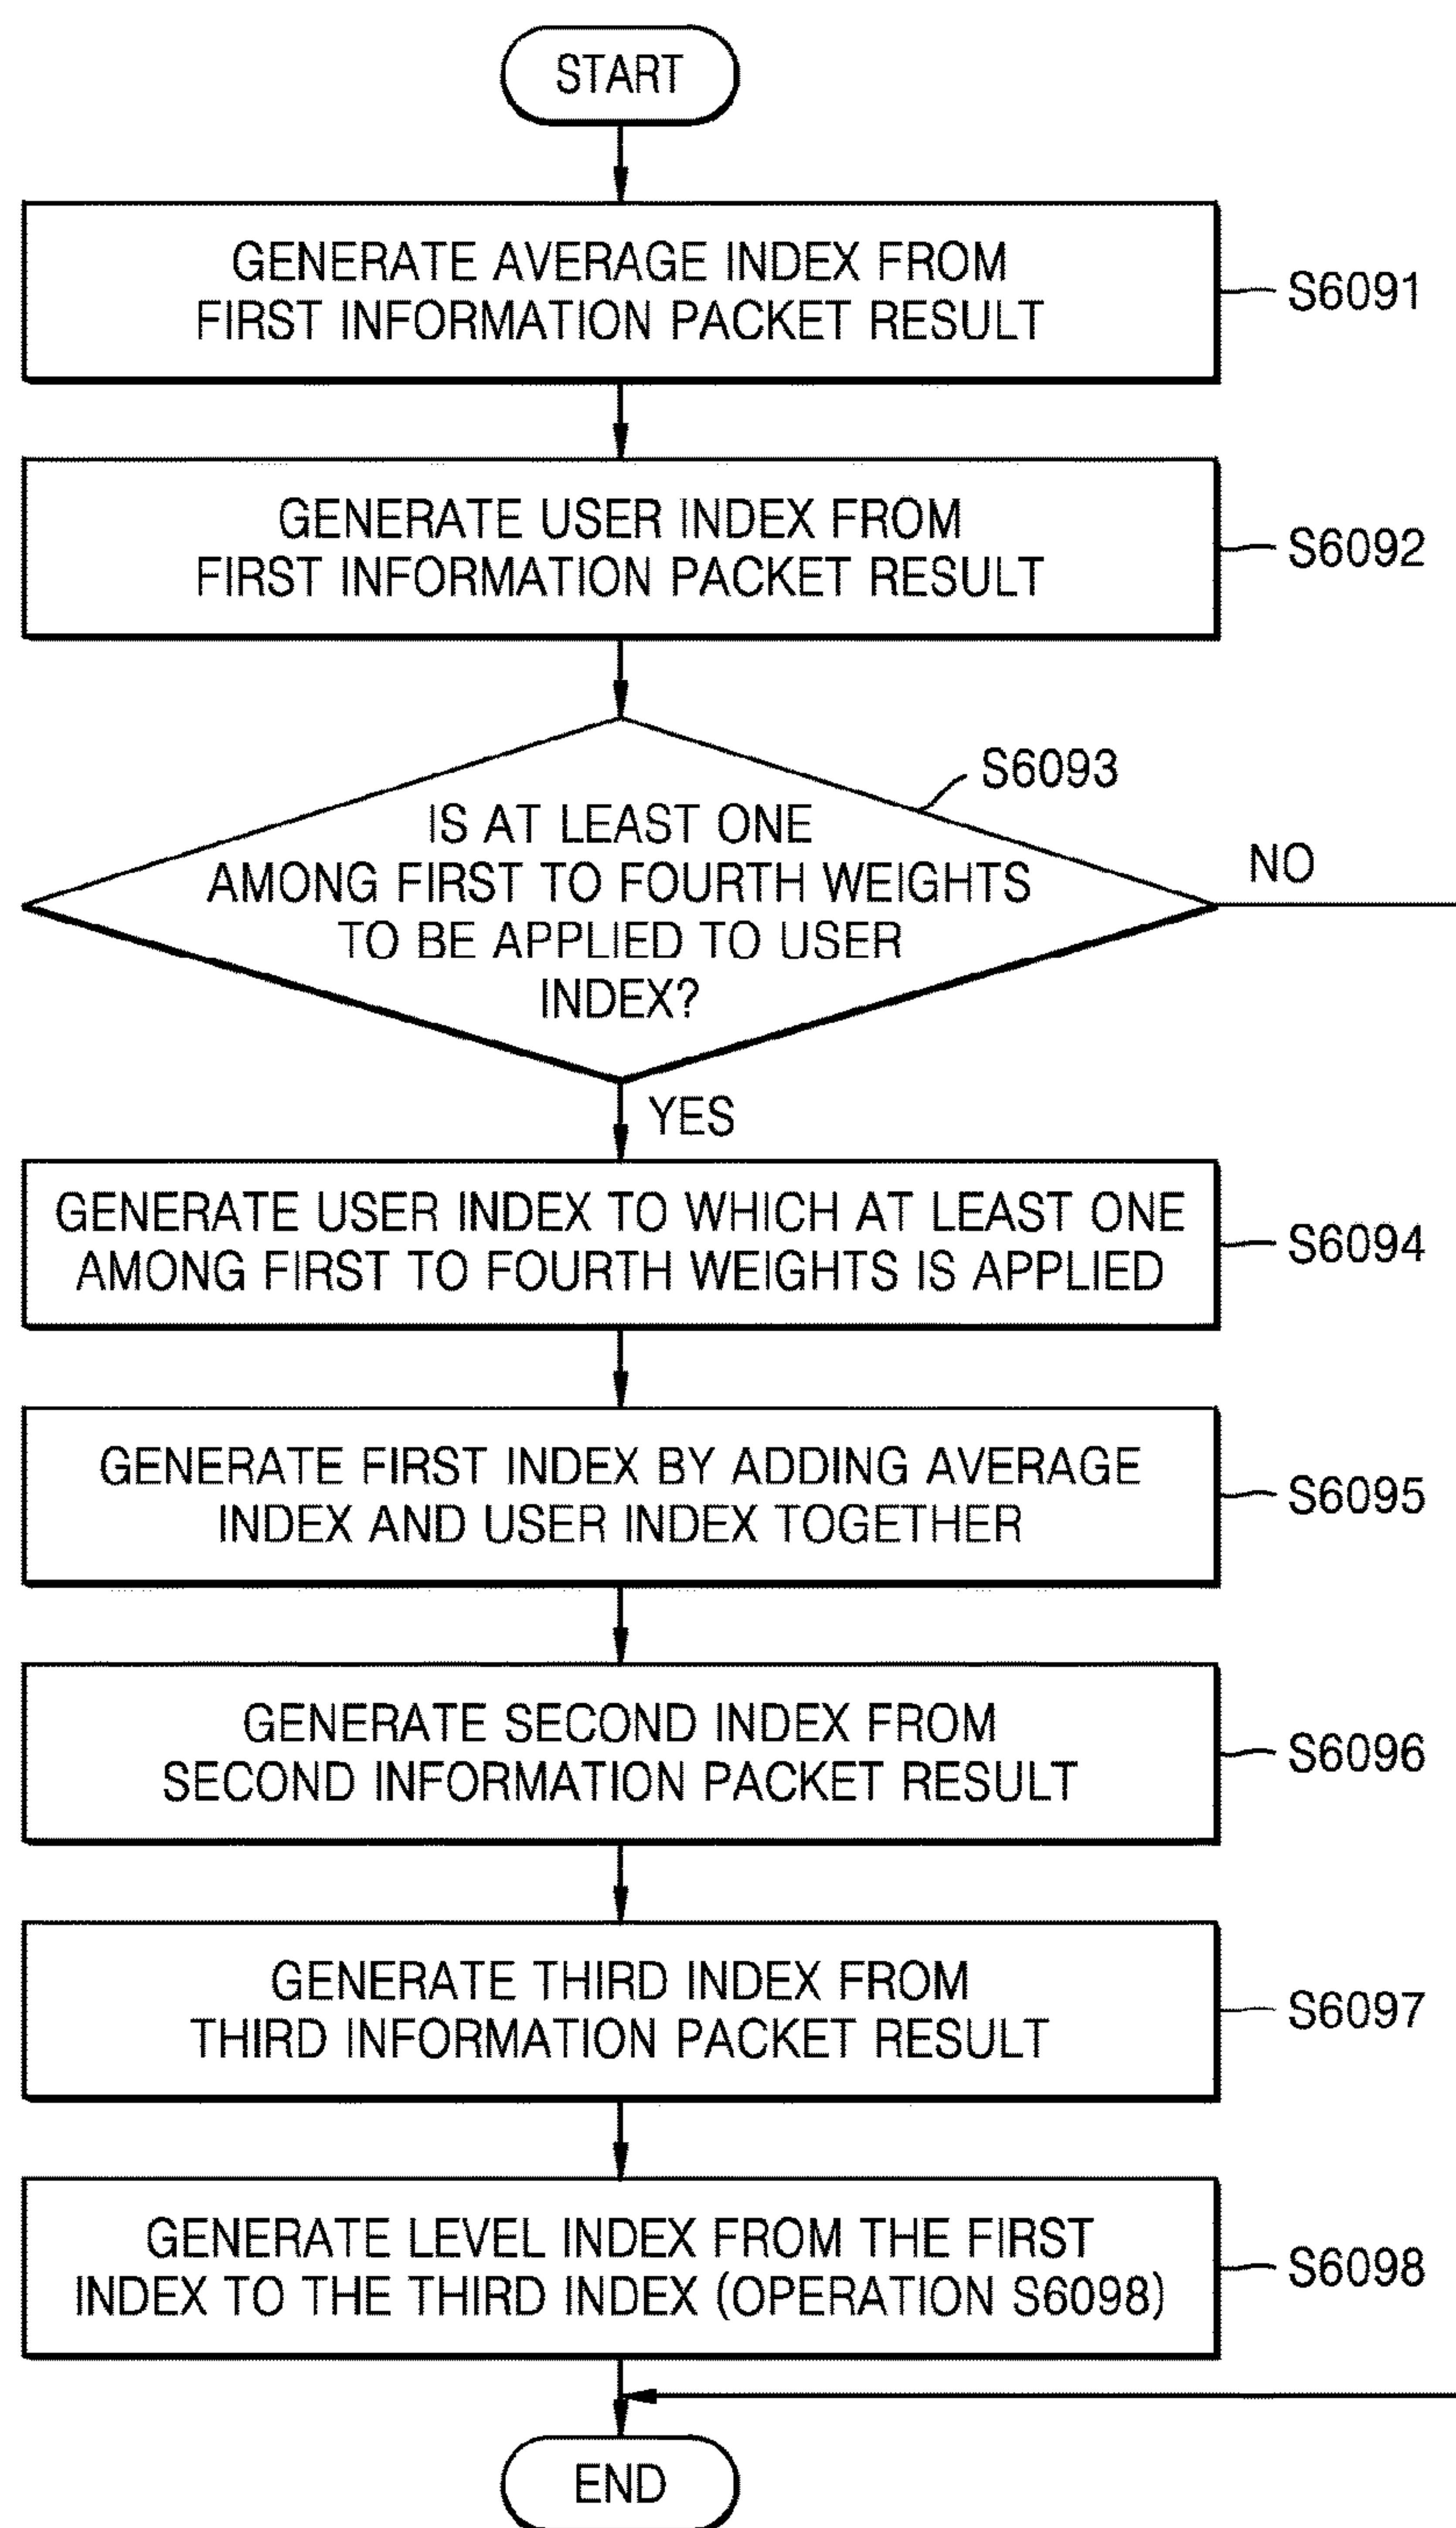 START
GENERATE AVERAGE INDEX FROM
FIRST INFORMATION PACKET RESULT
S6091
GENERATE USER INDEX FROM
FIRST INFORMATION PACKET RESULT
S6092
S6093
IS AT LEAST ONE
AMONG FIRST TO FOURTH WEIGHTS
TO BE APPLIED TO USER
INDEX?
NO
YES
GENERATE USER INDEX TO WHICH AT LEAST ONE
AMONG FIRST TO FOURTH WEIGHTS IS APPLIED
S6094
GENERATE FIRST INDEX BY ADDING AVERAGE
INDEX AND USER INDEX TOGETHER
S6095
GENERATE SECOND INDEX FROM
SECOND INFORMATION PACKET RESULT
S6096
GENERATE THIRD INDEX FROM
THIRD INFORMATION PACKET RESULT
S6097
GENERATE LEVEL INDEX FROM THE FIRST
INDEX TO THE THIRD INDEX (OPERATION S6098)
S6098
END